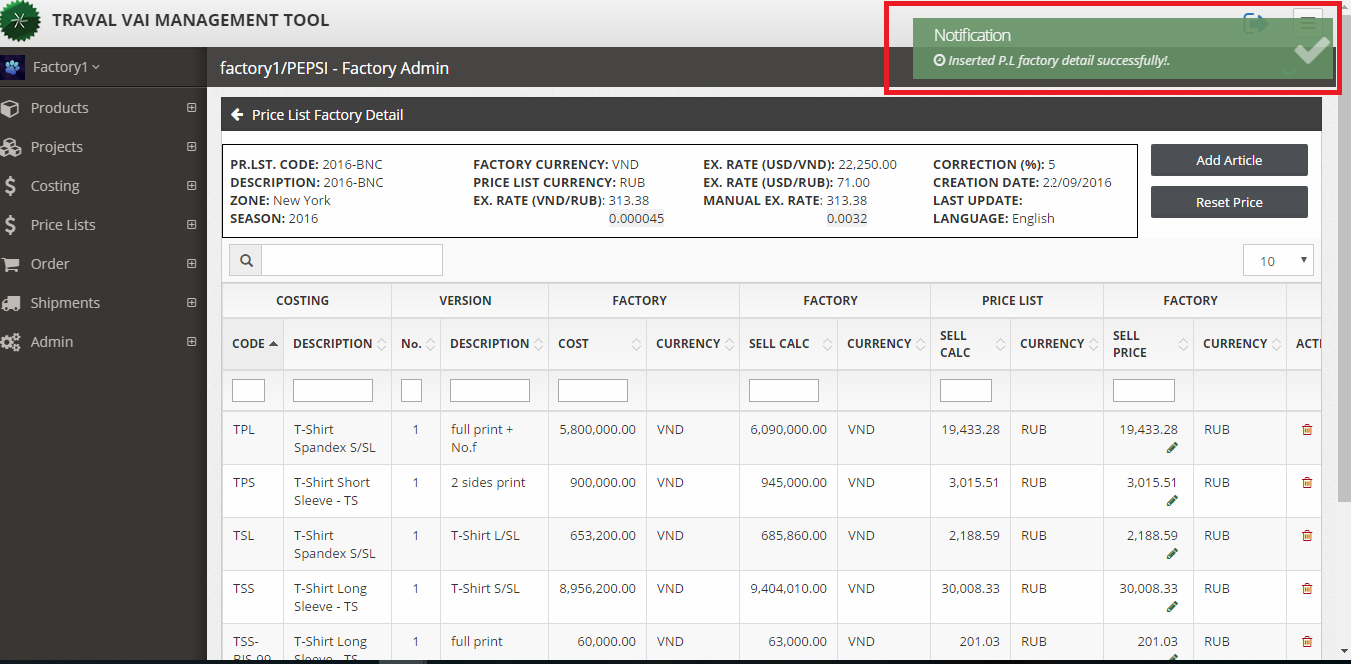 TRAVAL VAI MANAGEMENT TOOL
Notification
Inserted P.L factory detail successfully!.
Factory1
factory1/PEPSI - Factory Admin
Products
Projects
Costing
Price Lists
Order
Shipments
Admin
Price List Factory Detail
PR.LST. CODE: 2016-BNC FACTORY CURRENCY: VND EX. RATE (USD/VND): 22,250.00 CORRECTION (%): 5
DESCRIPTION: 2016-BNC PRICE LIST CURRENCY: RUB EX. RATE (USD/RUB): 71.00 CREATION DATE: 22/09/2016
ZONE: New York EX. RATE (VND/RUB): 313.38 MANUAL EX. RATE: 313.38 LAST UPDATE:
SEASON: 2016 0.000045 0.0032 LANGUAGE: English
Add Article
Reset Price
10
COSTING VERSION FACTORY FACTORY PRICE LIST FACTORY
CODE DESCRIPTION No. DESCRIPTION COST CURRENCY SELL CALC CURRENCY SELL CALC CURRENCY SELL PRICE CURRENCY ACTI
TPL T-Shirt Spandex S/SL 1 full print + No.f 5,800,000.00 VND 6,090,000.00 VND 19,433.28 RUB 19,433.28 RUB
TPS T-Shirt Short Sleeve - TS 1 2 sides print 900,000.00 VND 945,000.00 VND 3,015.51 RUB 3,015.51 RUB
TSL T-Shirt Spandex S/SL 1 T-Shirt L/SL 653,200.00 VND 685,860.00 VND 2,188.59 RUB 2,188.59 RUB
TSS T-Shirt Long Sleeve - TS 1 T-Shirt S/SL 8,956,200.00 VND 9,404,010.00 VND 30,008.33 RUB 30,008.33 RUB
TSS- T-Shirt Long 1 full print 60,000.00 VND 63,000.00 VND 201.03 RUB 201.03 RUB
Sleeve - TS